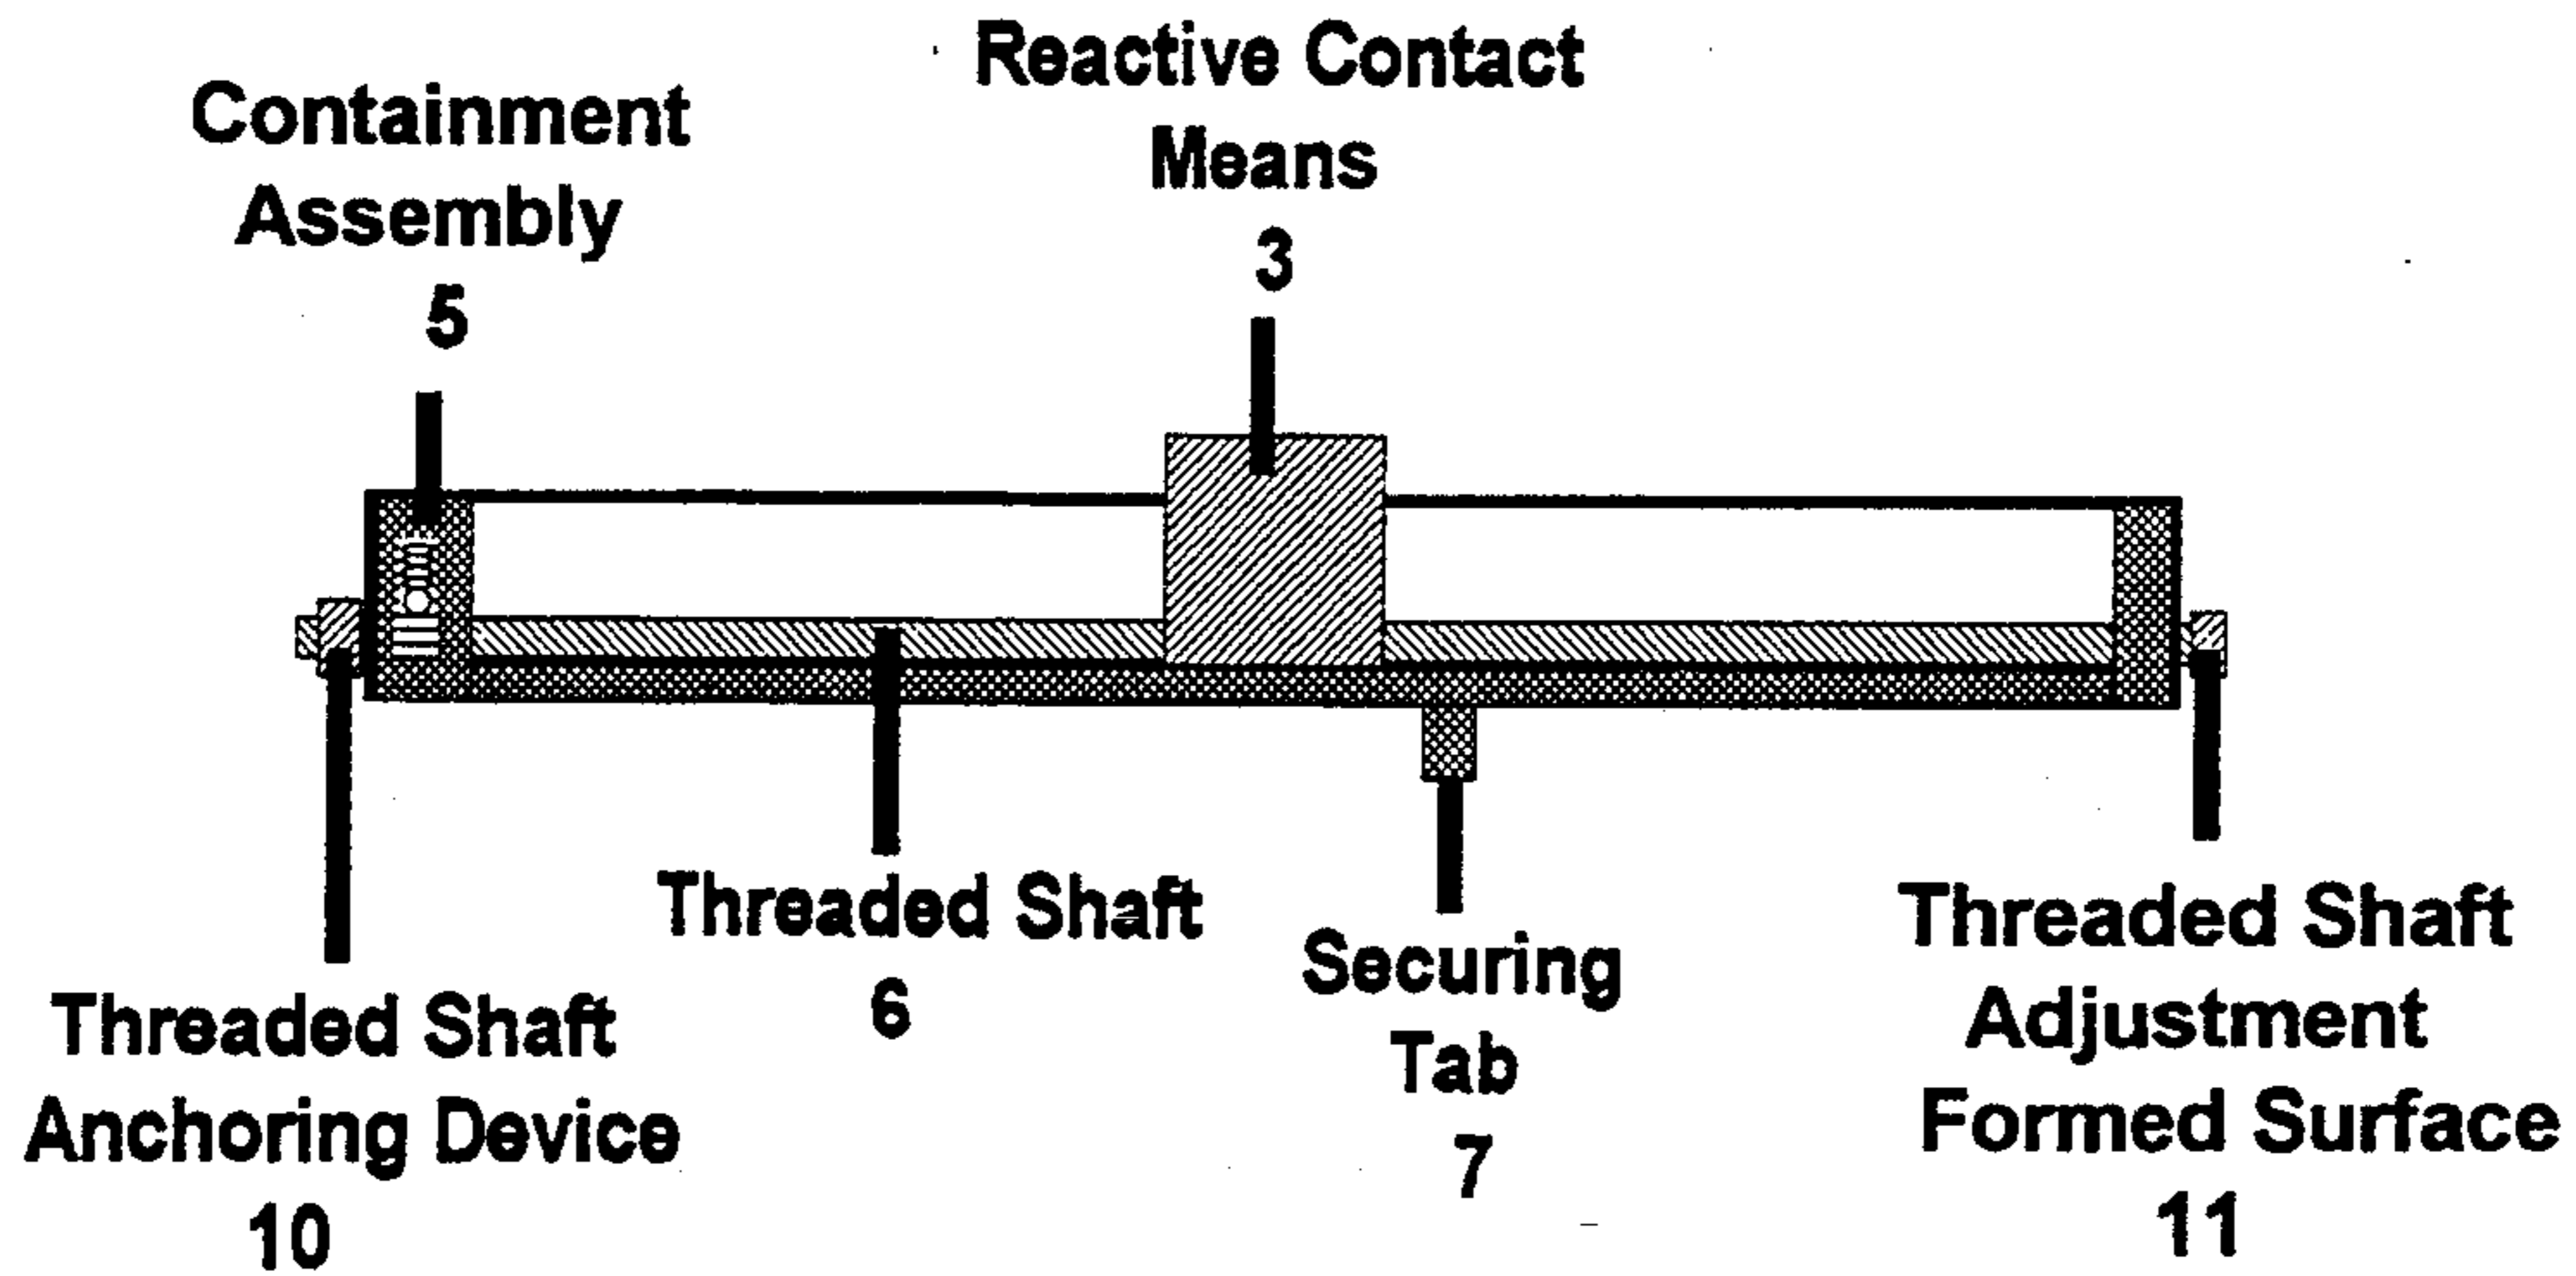 Reactive Contact
Means
3
Containment
Assembly
5
Threaded Shaft
6
Securing
Tab
7
Threaded Shaft
Adjustment
Formed Surface
11
Threaded Shaft
Anchoring Device
10